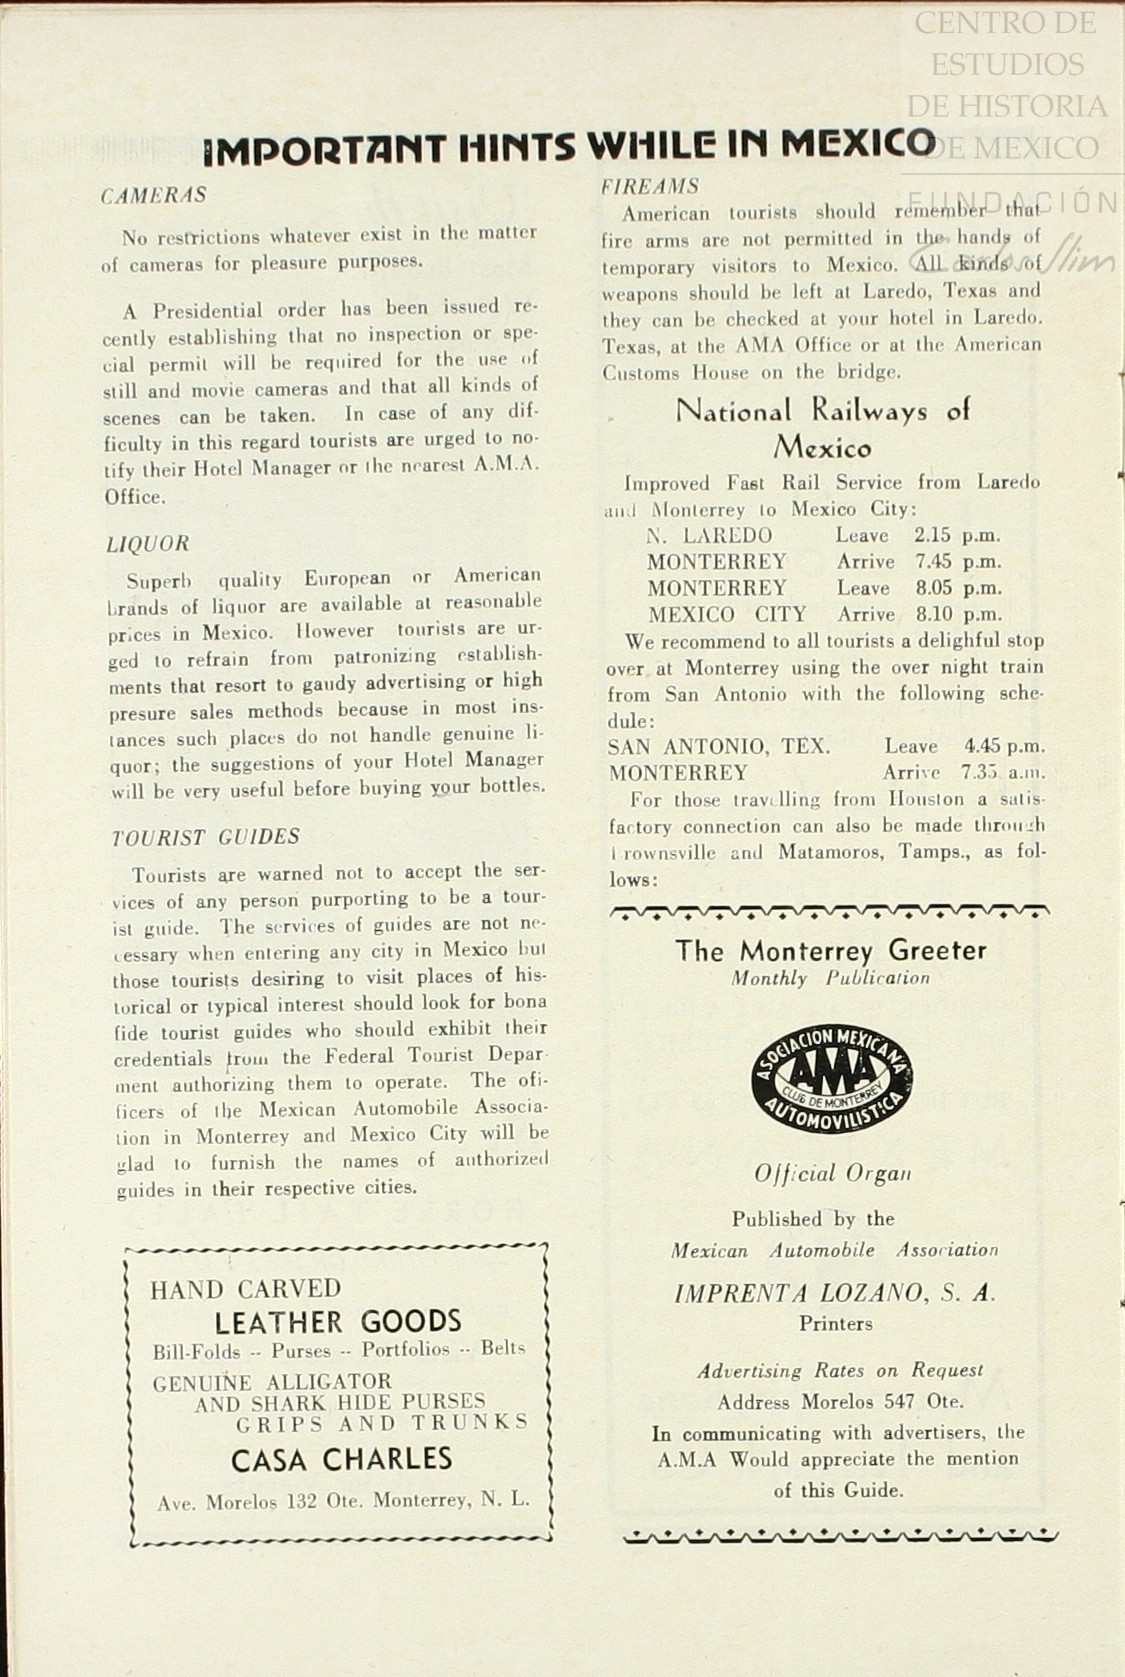 CENTRO DE
ESTUDIOS
DE HISTORIA
DE MEXICO
FUNDACIÓN
Carlos Slim
IMPORTANT HINTS WHILE IN MEXICO
CAMERAS
No restrictions whatever exist in the matter
of cameras for pleasure purposes.
A Presidential order has been issued re-
cently establishing that no inspection or spe-
cial permit will be required for the use of
still and movie cameras and that all kinds of
scenes can be taken. In case of any dif-
ficulty in this regard tourists are urged to no-
tify their Hotel Manager or the nearest A.M.A.
Office.
LIQUOR
Superb quality European or American
brands of liquor are available at reasonable
prices in Mexico. However tourists are ur-
ged to refrain from patronizing establish-
ments that resort to gaudy advertising or high
presure sales methods because in most ins-
tances such places do not handle genuine li-
quor; the suggestions of your Hotel Manager
will be very useful before buying your bottles.
TOURIST GUIDES
Tourists are warned not to accept the ser-
vices of any person purporting to be a tour-
ist guide. The services of guides are not ne-
cessary when entering any city in Mexico but
those tourists desiring to visit places of his-
torical or typical interest should look for bona
fide tourist guides who should exhibit their
credentials from the Federal Tourist Depar-
ment authorizing them to operate. The ofi-
ficers of the Mexican Automobile Associa-
tion in Monterrey and Mexico City will be
glad to furnish the names of authorized
guides in their respective cities.
HAND CARVED
LEATHER GOODS
Bill-Folds -- Purses -- Portfolios -- Belts
GENUINE ALLIGATOR
AND SHARK HIDE PURSES
GRIPS AND TRUNKS
CASA CHARLES
Ave. Morelos 132 Ote. Monterrey, N. L.
FIREAMS
American tourists should remember that
fire arms are not permitted in the hands of
temporary visitors to Mexico. All kinds of
weapons should be left at Laredo, Texas and
they can be checked at your hotel in Laredo.
Texas, at the AMA Office or at the American
Customs House on the bridge.
National Railways of
Mexico
Improved Fast Rail Service from Laredo
and Monterrey to Mexico City:
N. LAREDO Leave 2.15 p.m.
MONTERREY Arrive 7.45 p.m.
MONTERREY Leave 8.05 p.m.
MEXICO CITY Arrive 8.10 p.m.
We recommend to all tourists a delighful stop
over at Monterrey using the over night train
from San Antonio with the following sche-
dule:
SAN ANTONIO, TEX. Leave 4.45 p.m.
MONTERREY Arrive 7.35 a.m.
For those travelling from Houston a satis-
factory connection can also be made through
Brownsville and Matamoros, Tamps., as fol-
lows:
The Monterrey Greeter
Monthly Publication
ASOCIACION MEXICANA
AMA
CLUB DE MONTERREY
AUTOMOVILISTICA
Official Organ
Published by the
Mexican Automobile Association
IMPRENTA LOZANO, S. A.
Printers
Advertising Rates on Request
Address Morelos 547 Ote.
In communicating with advertisers, the
A.M.A Would appreciate the mention
of this Guide.